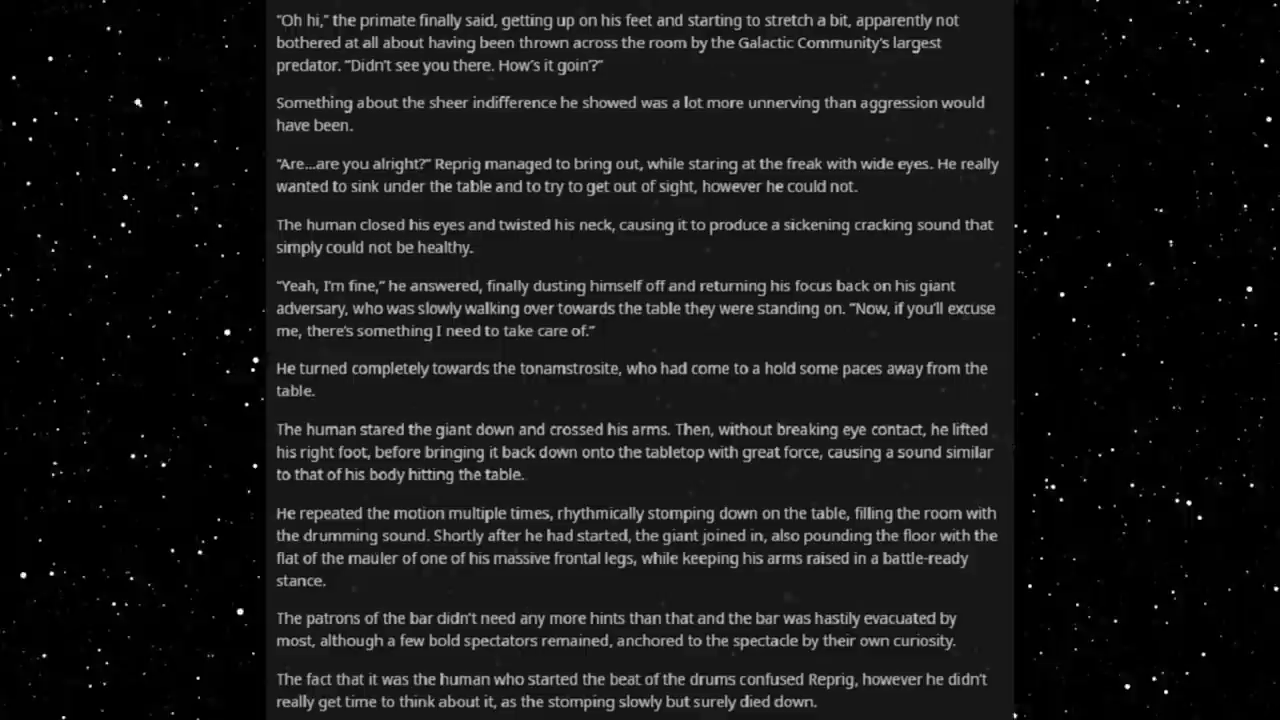 “Oh hi,” the primate finally said, getting up on his feet and starting to stretch a bit, apparently not
bothered at all about having been thrown across the room by the Galactic Community’s largest
predator. “Didn’t see you there. How’s it goin’?”
Something about the sheer indifference he showed was a lot more unnerving than aggression would
have been.
“Are...are you alright?” Reprig managed to bring out, while staring at the freak with wide eyes. He really
wanted to sink under the table and to try to get out of sight, however he could not.
The human closed his eyes and twisted his neck, causing it to produce a sickening cracking sound that
simply could not be healthy.
“Yeah, I’m fine,” he answered, finally dusting himself off and returning his focus back on his giant
adversary, who was slowly walking over towards the table they were standing on. “Now, if you’ll excuse
me, there’s something I need to take care of.”
He turned completely towards the tonamstrosite, who had come to a hold some paces away from the
table.
The human stared the giant down and crossed his arms. Then, without breaking eye contact, he lifted
his right foot, before bringing it back down onto the tabletop with great force, causing a sound similar
to that of his body hitting the table.
He repeated the motion multiple times, rhythmically stomping down on the table, filling the room with
the drumming sound. Shortly after he had started, the giant joined in, also pounding the floor with the
flat of the mauler of one of his massive frontal legs, while keeping his arms raised in a battle-ready
stance.
The patrons of the bar didn’t need any more hints than that and the bar was hastily evacuated by
most, although a few bold spectators remained, anchored to the spectacle by their own curiosity.
The fact that it was the human who started the beat of the drums confused Reprig, however he didn’t
really get time to think about it, as the stomping slowly but surely died down.